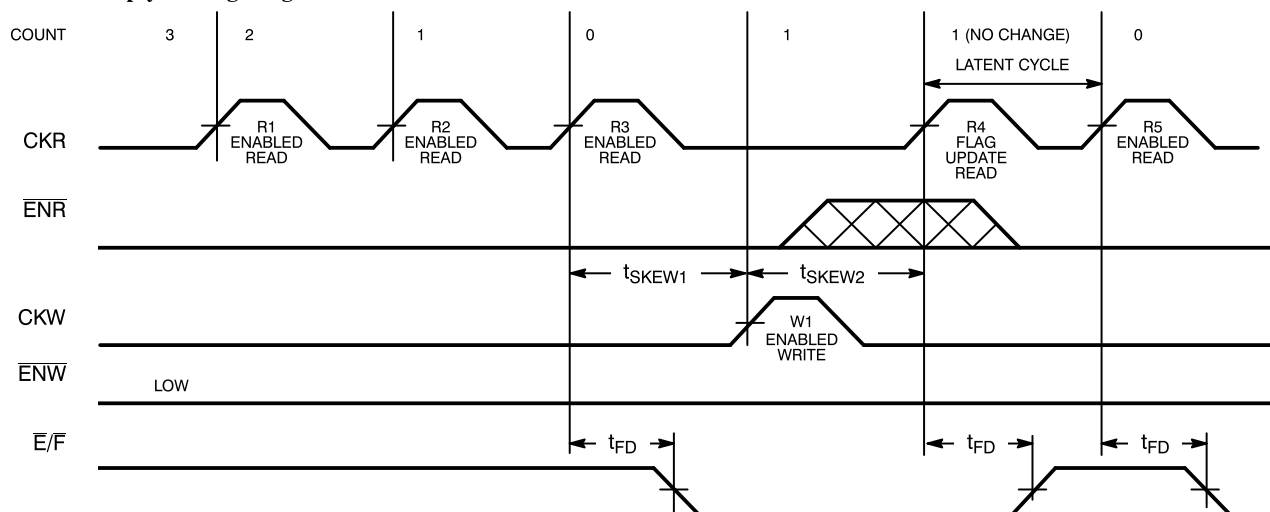 COUNT 3 2 1 0 1 1 (NO CHANGE) 0
LATENT CYCLE
CKR
R1
ENABLED
READ
R2
ENABLED
READ
R3
ENABLED
READ
R4
FLAG
UPDATE
READ
R5
ENABLED
READ
ENR
tSKEW1 tSKEW2
CKW
W1
ENABLED
WRITE
ENW
LOW
E/F
tFD tFD tFD